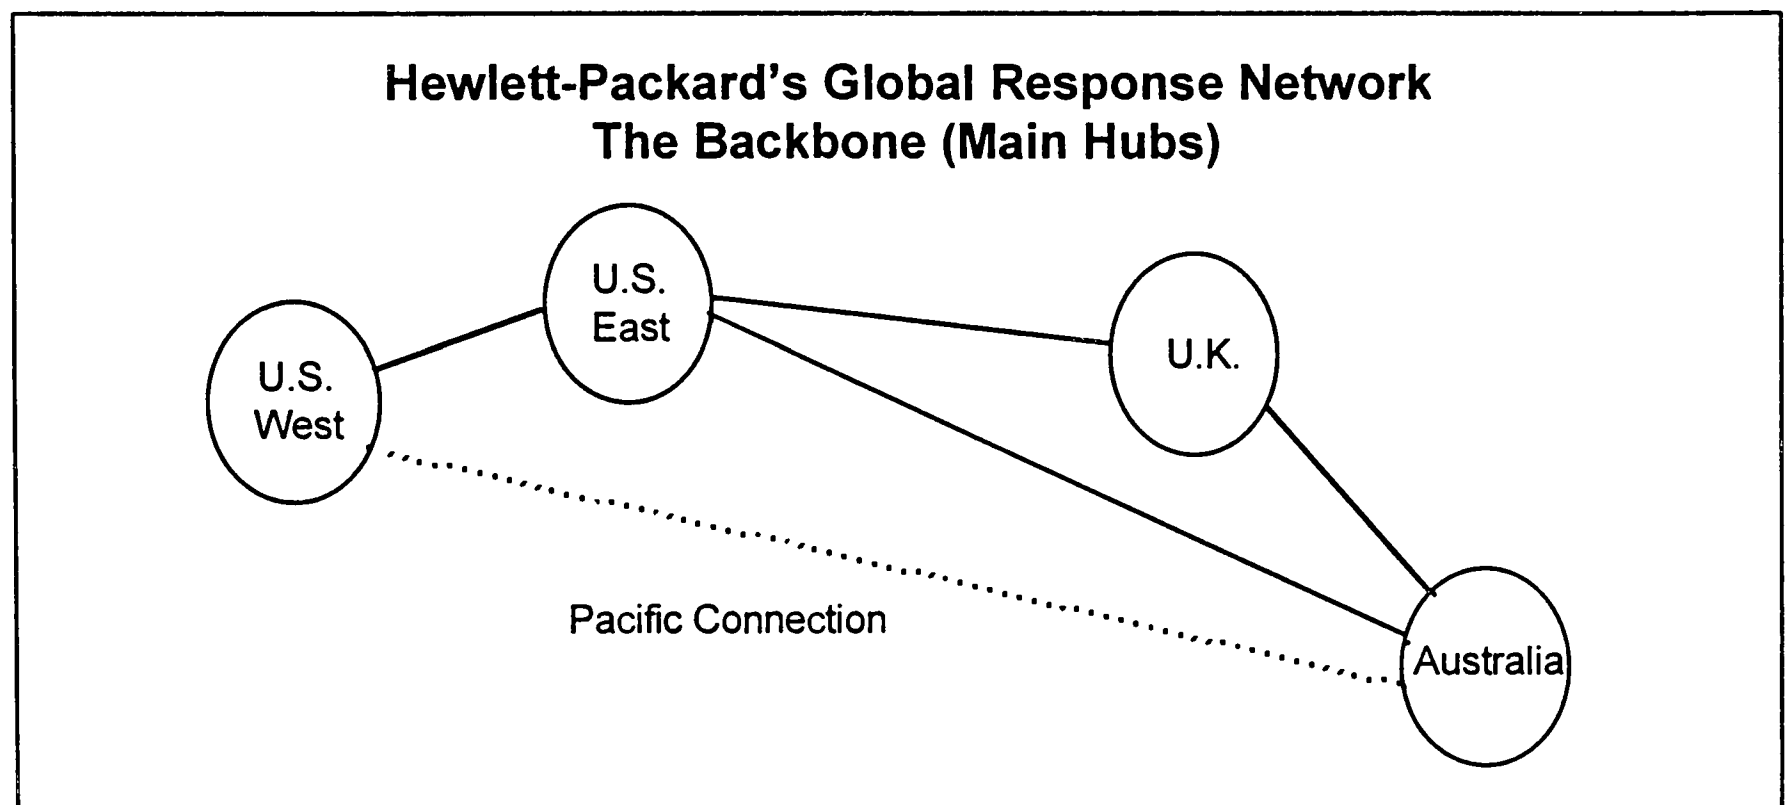 Hewlett-Packard's Global Response Network
The Backbone (Main Hubs)
U.S.
East
U.S.
West
U.K.
Pacific Connection
Australia